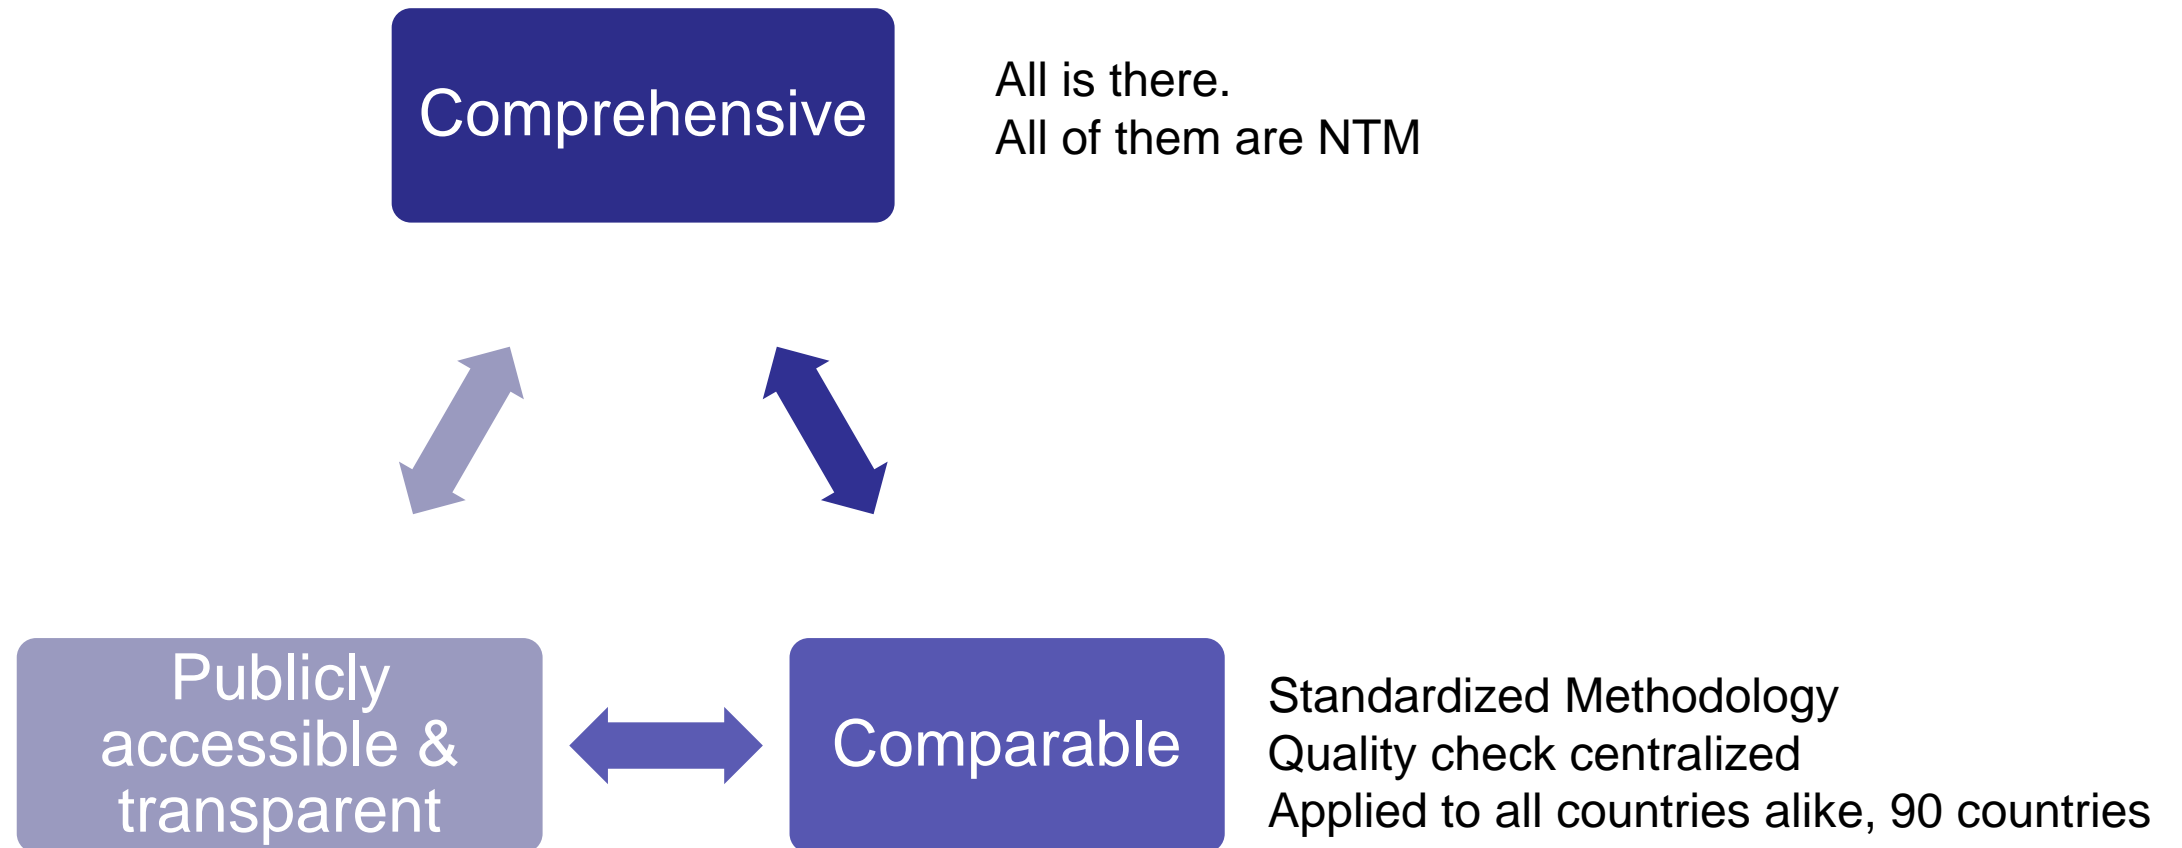 Comprehensive
All is there.
All of them are NTM
Publicly
accessible &
transparent
Comparable
Standardized Methodology
Quality check centralized
Applied to all countries alike, 90 countries